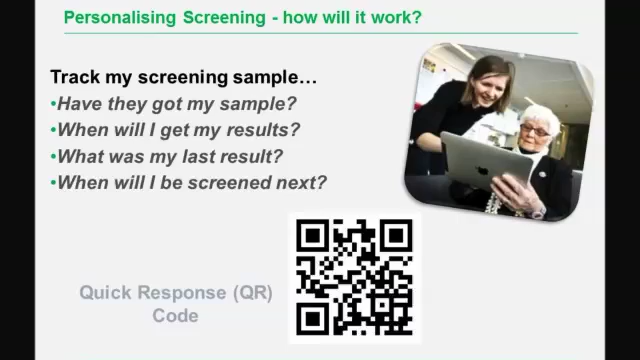 Personalising Screening - how will it work?
Track my screening sample…
•Have they got my sample?
•When will I get my results?
•What was my last result?
•When will I be screened next?
Quick Response (QR)
Code